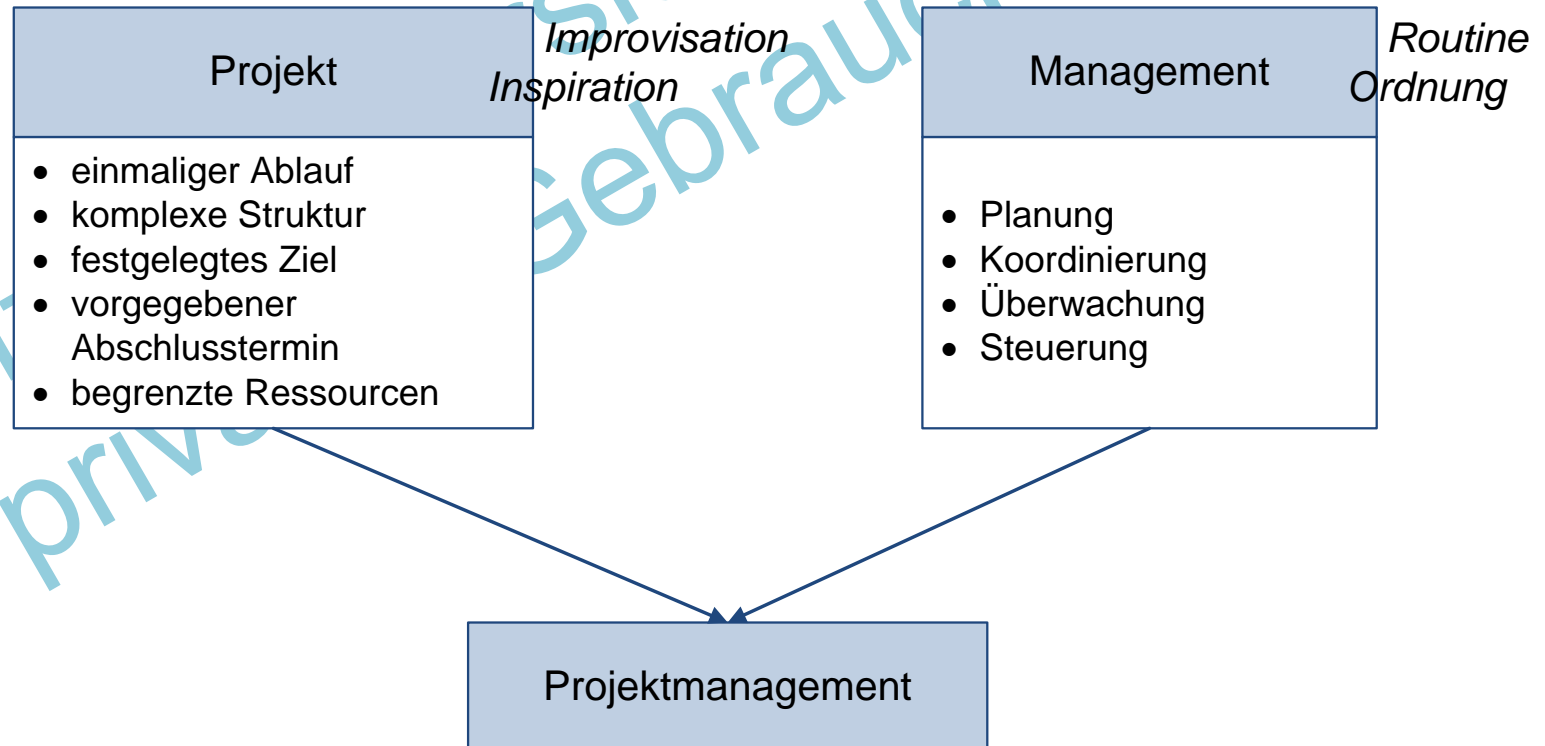 Projekt
Improvisation
Inspiration
• einmaliger Ablauf
• komplexe Struktur
• festgelegtes Ziel
• vorgegebener
Abschlusstermin
• begrenzte Ressourcen
Management
Routine
Ordnung
• Planung
• Koordinierung
• Überwachung
• Steuerung
Projektmanagement